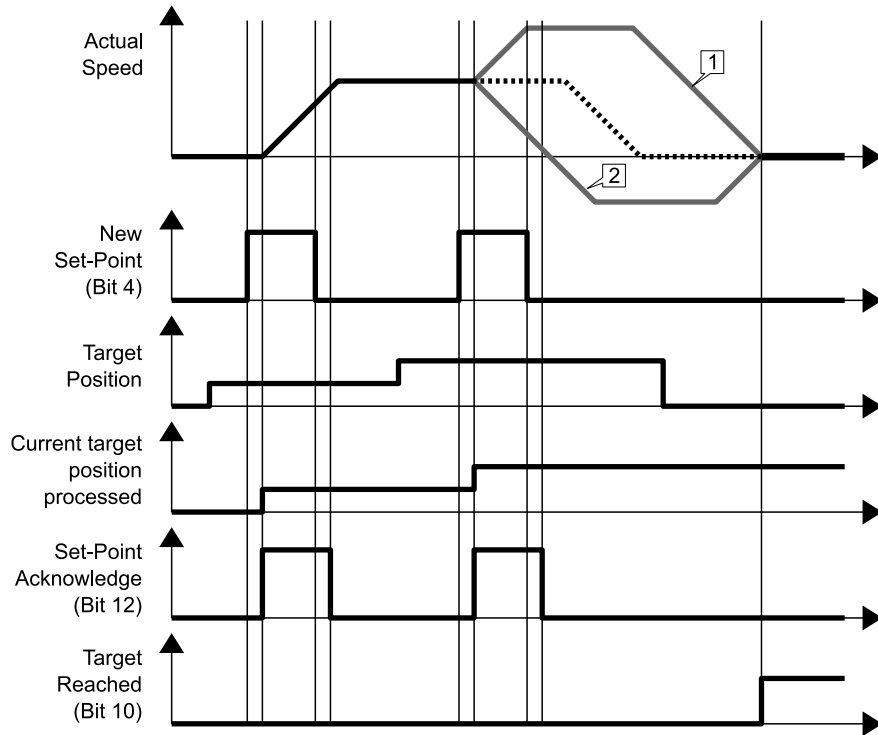 Actual
Speed
1
2
New
Set-Point
(Bit 4)
Target
Position
Current target
position
processed
Set-Point
Acknowledge
(Bit 12)
Target
Reached
(Bit 10)